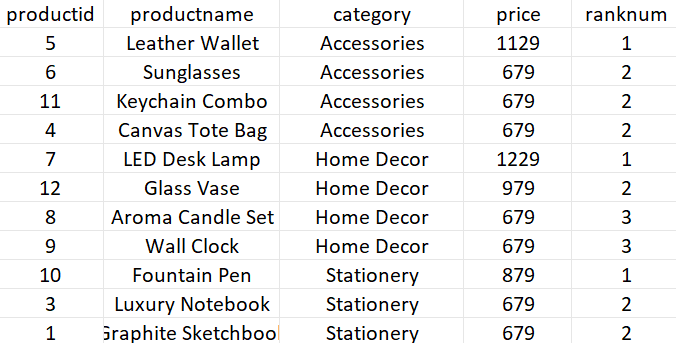 productid productname category price ranknum
5 Leather Wallet Accessories 1129 1
6 Sunglasses Accessories 679 2
11 Keychain Combo Accessories 679 2
4 Canvas Tote Bag Accessories 679 2
7 LED Desk Lamp Home Decor 1229 1
12 Glass Vase Home Decor 979 2
8 Aroma Candle Set Home Decor 679 3
9 Wall Clock Home Decor 679 3
10 Fountain Pen Stationery 879 1
3 Luxury Notebook Stationery 679 2
1 Graphite Sketchbool Stationery 679 2